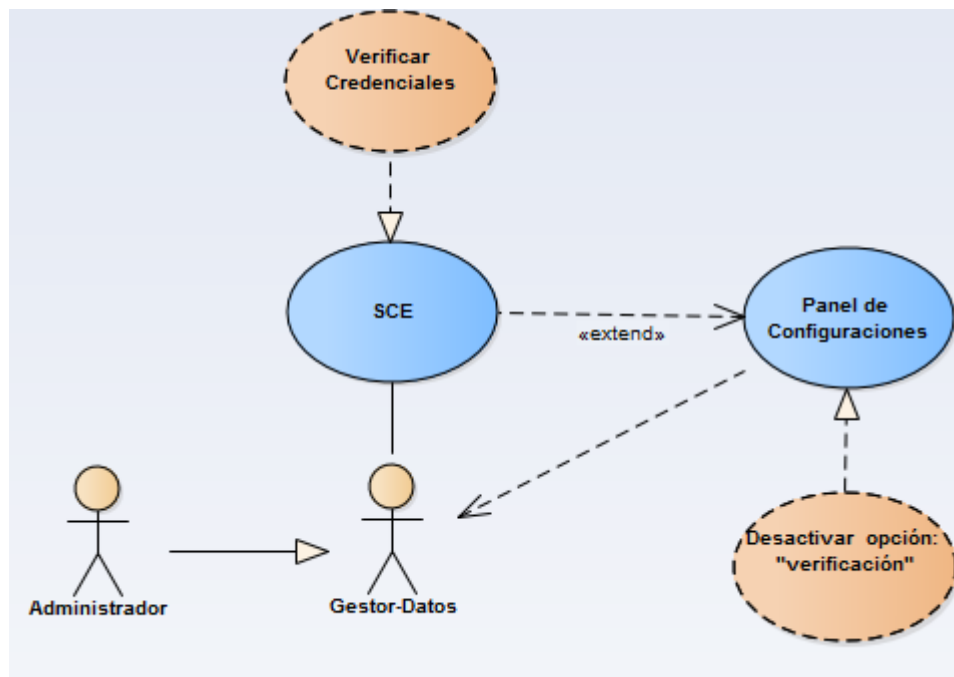 Verificar
Credenciales
SCE
«extend»
Panel de
Configuraciones
Desactivar opción:
"verificación"
Administrador
Gestor-Datos